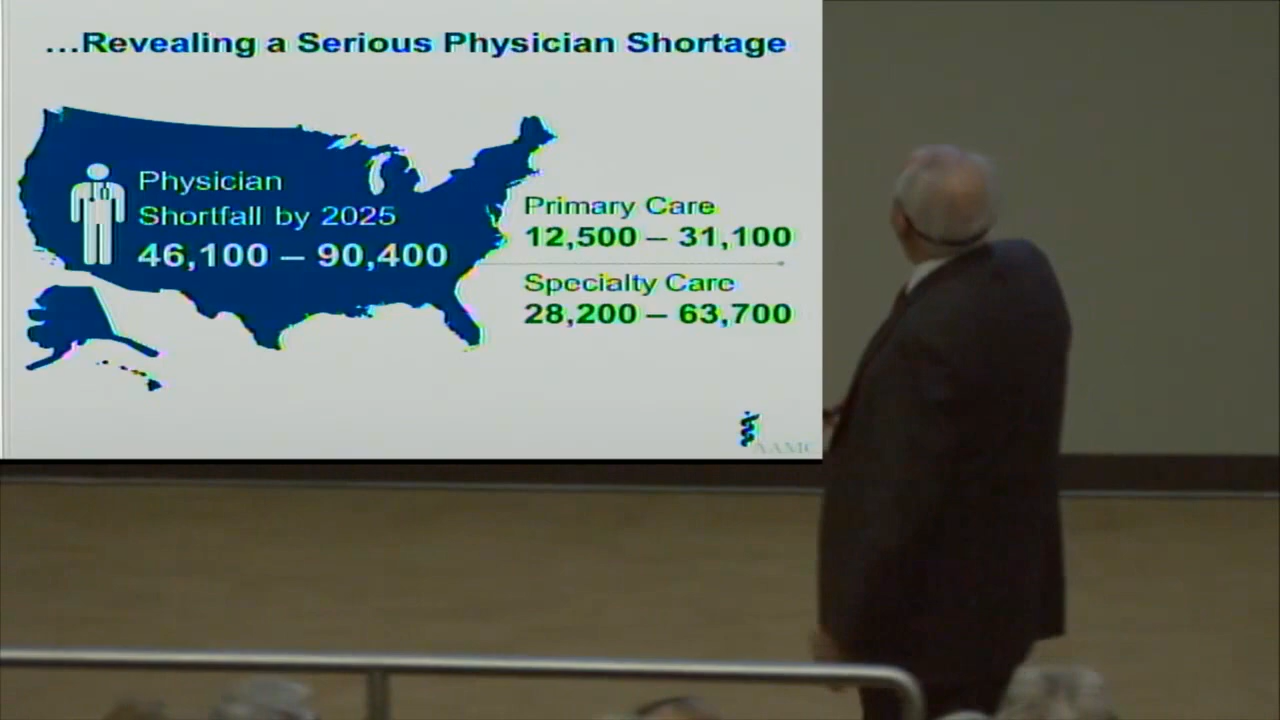 ...Revealing a Serious Physician Shortage
Physician
Shortfall by 2025
46,100 – 90,400
Primary Care
12,500 – 31,100
Specialty Care
28,200 – 63,700
AAMC